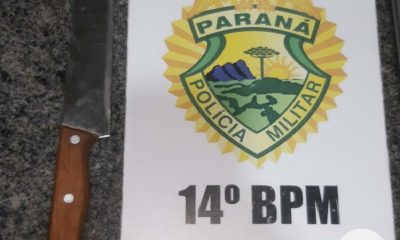 PARANÁ
POLÍCIA MILITAR
14º BPM